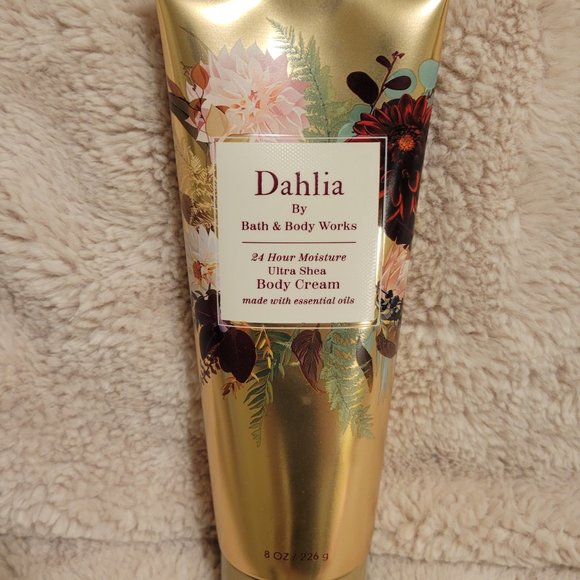 Dahlia
By
Bath & Body Works
24 Hour Moisture
Ultra Shea
Body Cream
made with essential oils
8 OZ / 226 g